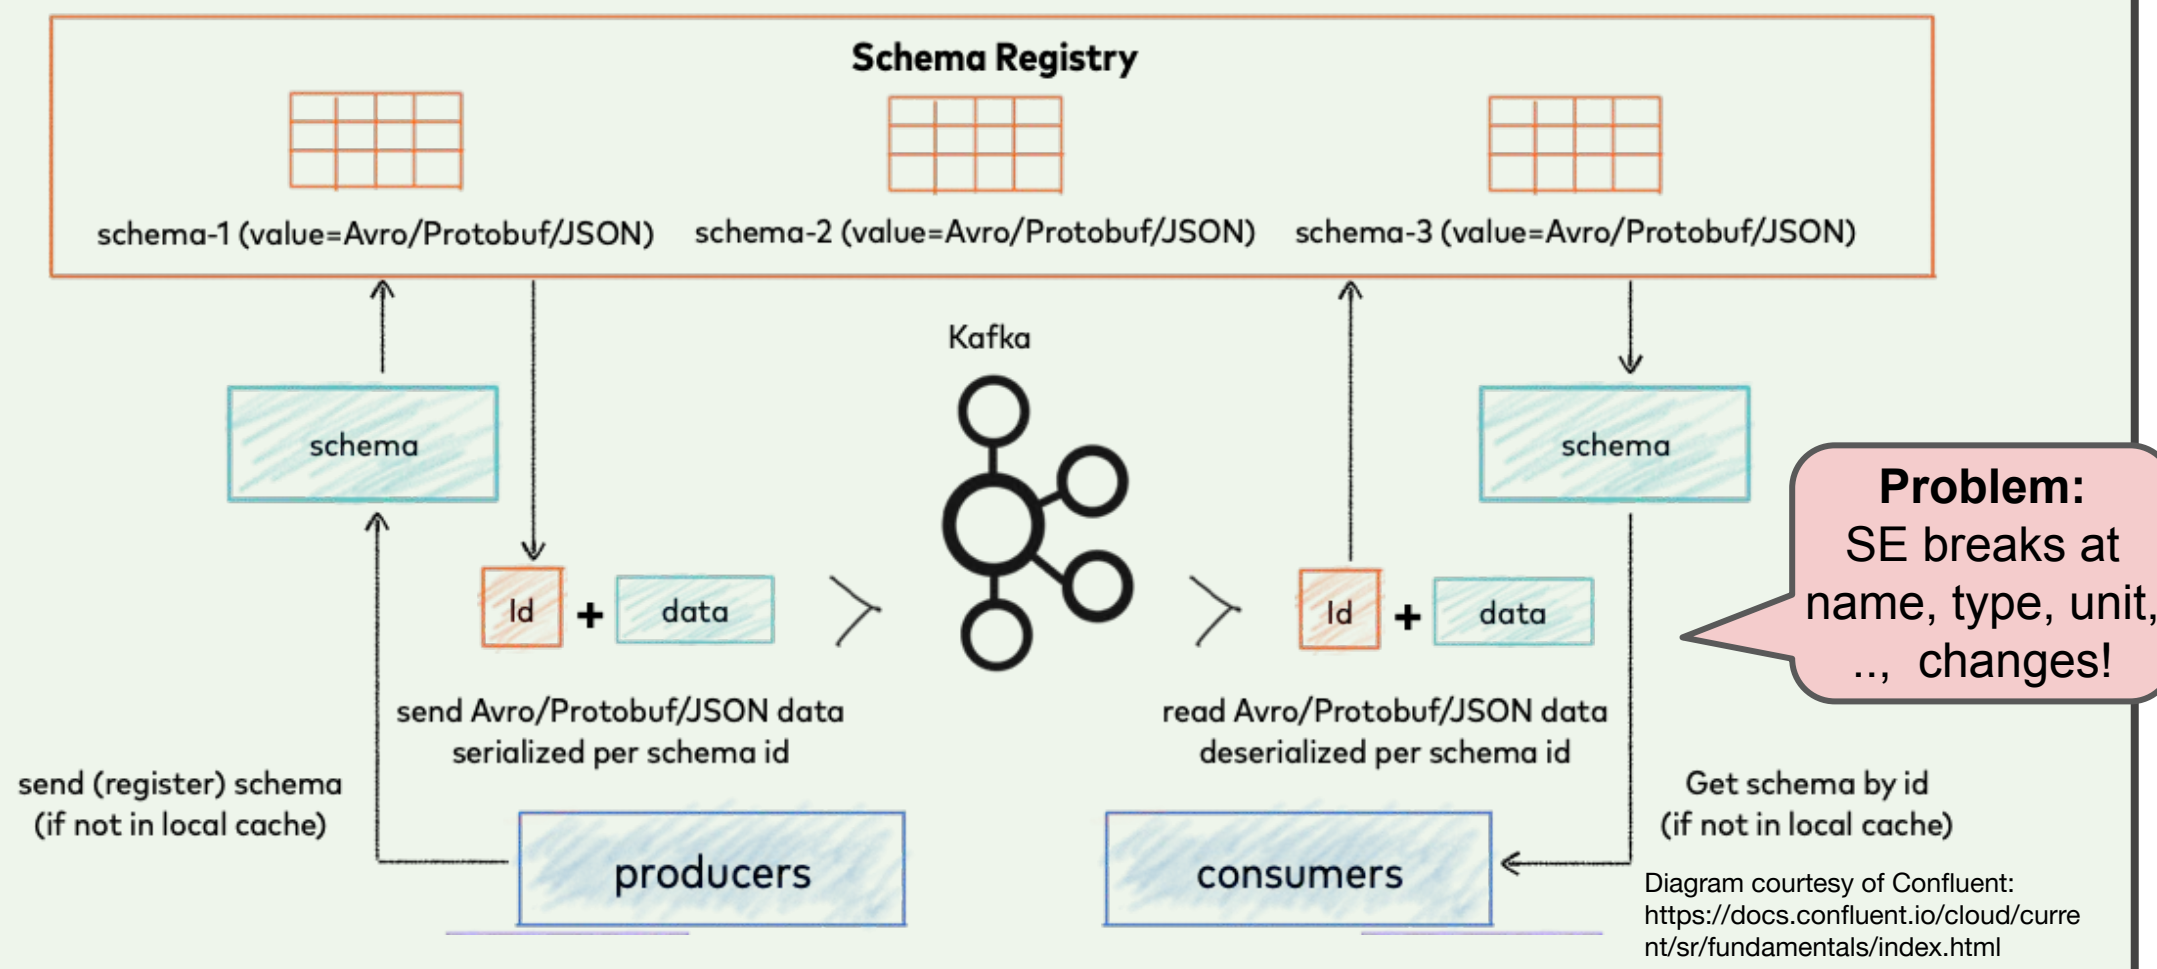 Schema Registry
schema-1 (value=Avro/Protobuf/JSON)
schema-2 (value=Avro/Protobuf/JSON)
schema-3 (value=Avro/Protobuf/JSON)
Kafka
schema
schema
Problem:
SE breaks at
name, type, unit,
.., changes!
Id + data
Id + data
send Avro/Protobuf/JSON data
serialized per schema id
read Avro/Protobuf/JSON data
deserialized per schema id
send (register) schema
(if not in local cache)
Get schema by id
(if not in local cache)
producers
consumers
Diagram courtesy of Confluent:
https://docs.confluent.io/cloud/curre
nt/sr/fundamentals/index.html